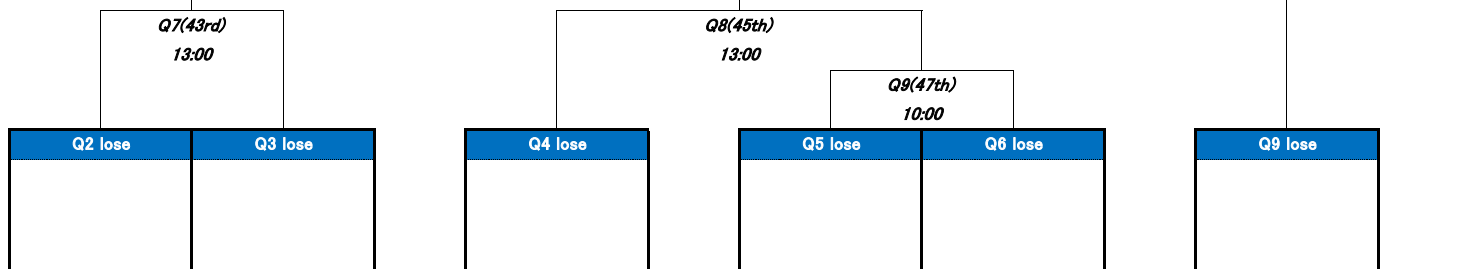 Q7(43rd)
13:00
Q8(45th)
13:00
Q9(47th)
10:00
Q2 lose
Q3 lose
Q4 lose
Q5 lose
Q6 lose
Q9 lose